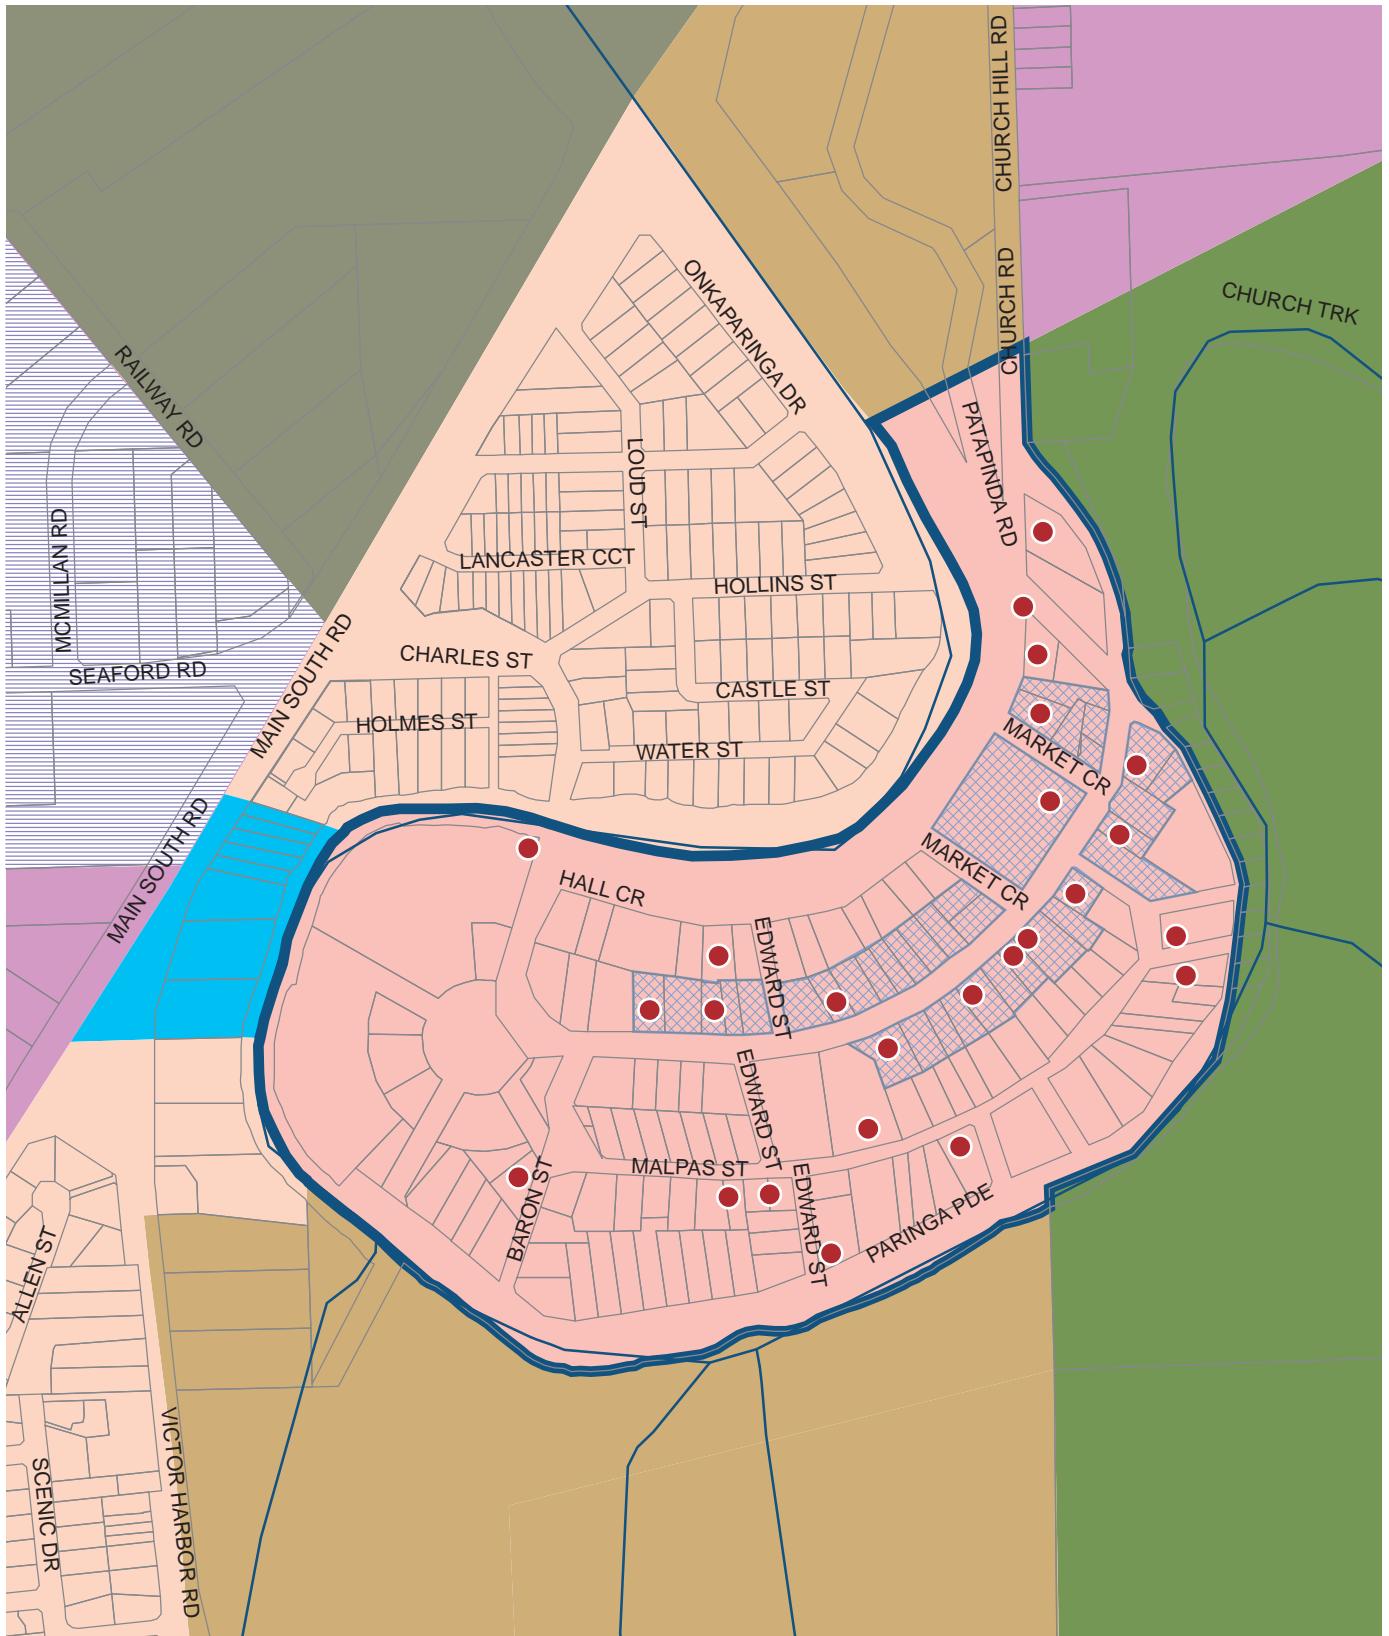 CHURCH HILL RD
CHURCH RD
CHURCH TRK
ONKAPARINGA DR
RAILWAY RD
PATAPINDA RD
LOUD ST
MCMILLAN RD
LANCASTER CCT
HOLLINS ST
MAIN SOUTH RD
SEAFORD RD
CHARLES ST
CASTLE ST
HOLMES ST
WATER ST
MARKET CR
MAIN SOUTH RD
MARKET CR
HALL CR
EDWARD ST
EDWARD ST
MALPAS ST
BARON ST
EDWARD ST
PARINGA PDE
ALLEN ST
SCENIC DR
VICTOR HARBOR RD